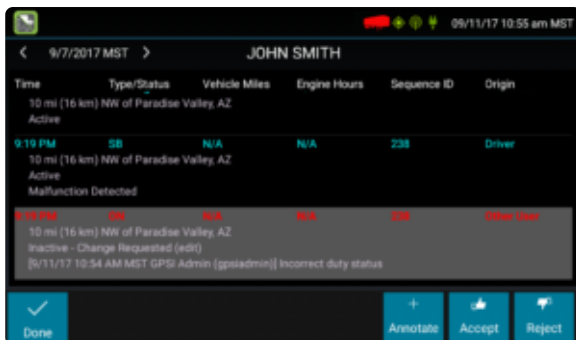 09/11/17 10:55 am MST
9/7/2017 MST JOHN SMITH
Time Type/Status Vehicle Miles Engine Hours Sequence ID Origin
10 mi (16 km) NW of Paradise Valley, AZ
Active
9:19 PM SB N/A N/A 238 Driver
10 mi (16 km) NW of Paradise Valley, AZ
Active
Malfunction Detected
PM N/A N/A Other User
10 mi (16 km) NW of Paradise Valley, AZ
Inactive - Change Requested (edit)
[9/11/17 10:54 AM MST GPSI Admin (gpsiadmin)] Incorrect duty status
Done Annotate Accept Reject